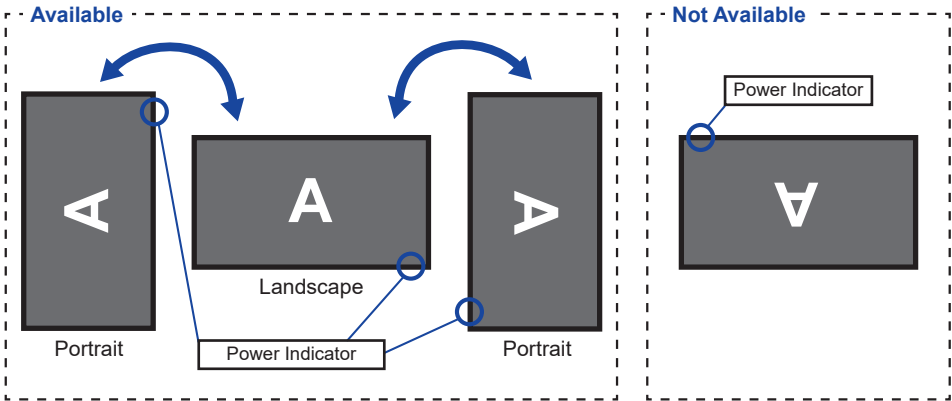 Available
Not Available
Power Indicator
A
A
A
A
Landscape
Portrait
Power Indicator
Portrait